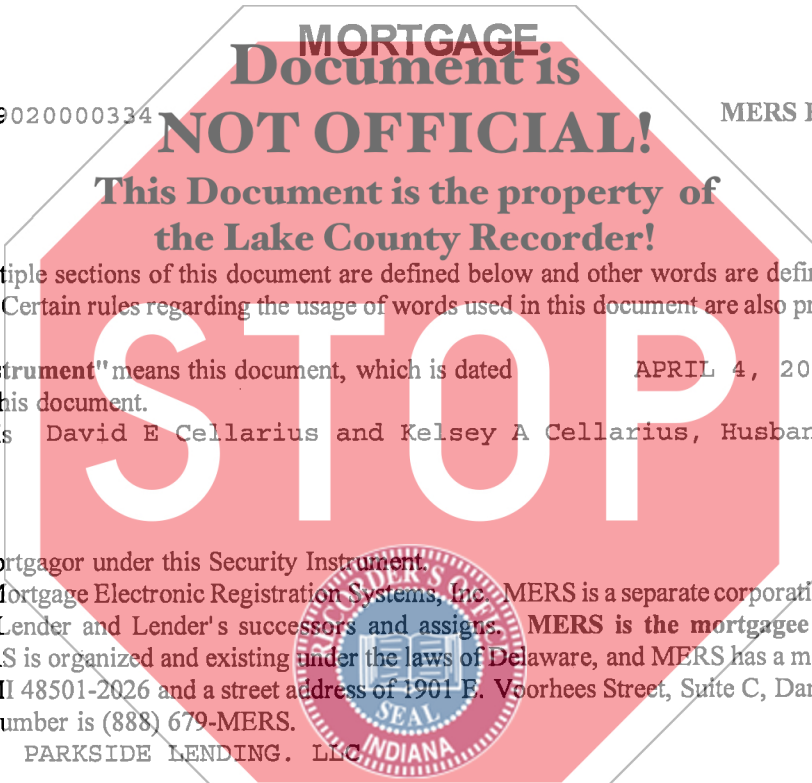 MORTGAGE
Document is
9020000334
NOT OFFICIAL!
MERS
This Document is the property of
the Lake County Recorder!
tiple sections of this document are defined below and other words are defin
Certain rules regarding the usage of words used in this document are also pr
STOP
trument" means this document, which is dated APRIL 4, 20
his document.
s David E Cellarius and Kelsey A Cellarius, Husban
rtgagor under this Security Instrument.
Mortgage Electronic Registration Systems, Inc. MERS is a separate corporati
Lender and Lender's successors and assigns. MERS is the mortgagee
S is organized and existing under the laws of Delaware, and MERS has a m
I 48501-2026 and a street address of 1901 E. Voorhees Street, Suite C, Dan
umber is (888) 679-MERS.
PARKSIDE LENDING. LLC
RECORDER'S OFFI
SEAL
INDIANA